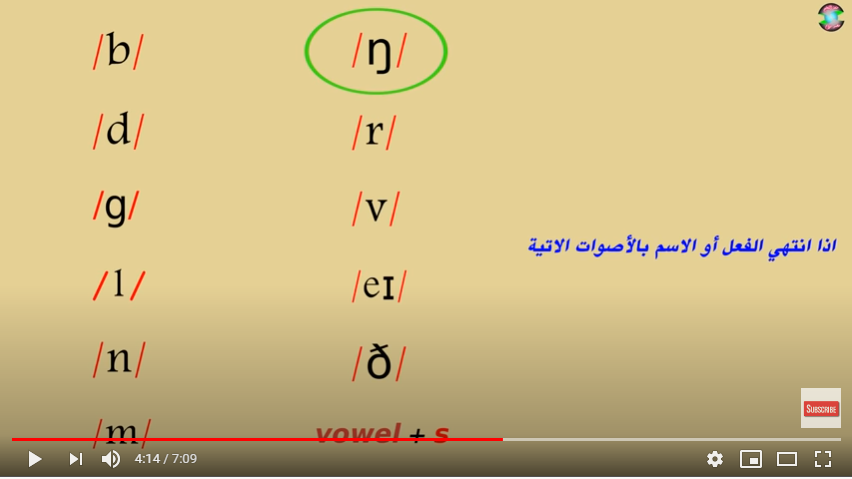 /b/
/d/
/g/
/l/
/n/
/m/
/ŋ/
/r/
/v/
/eɪ/
/ð/
vowel + s
اذا انتهي الفعل أو الاسم بالأصوات الاتية
SUBSCRIBE
4:14 / 7:09